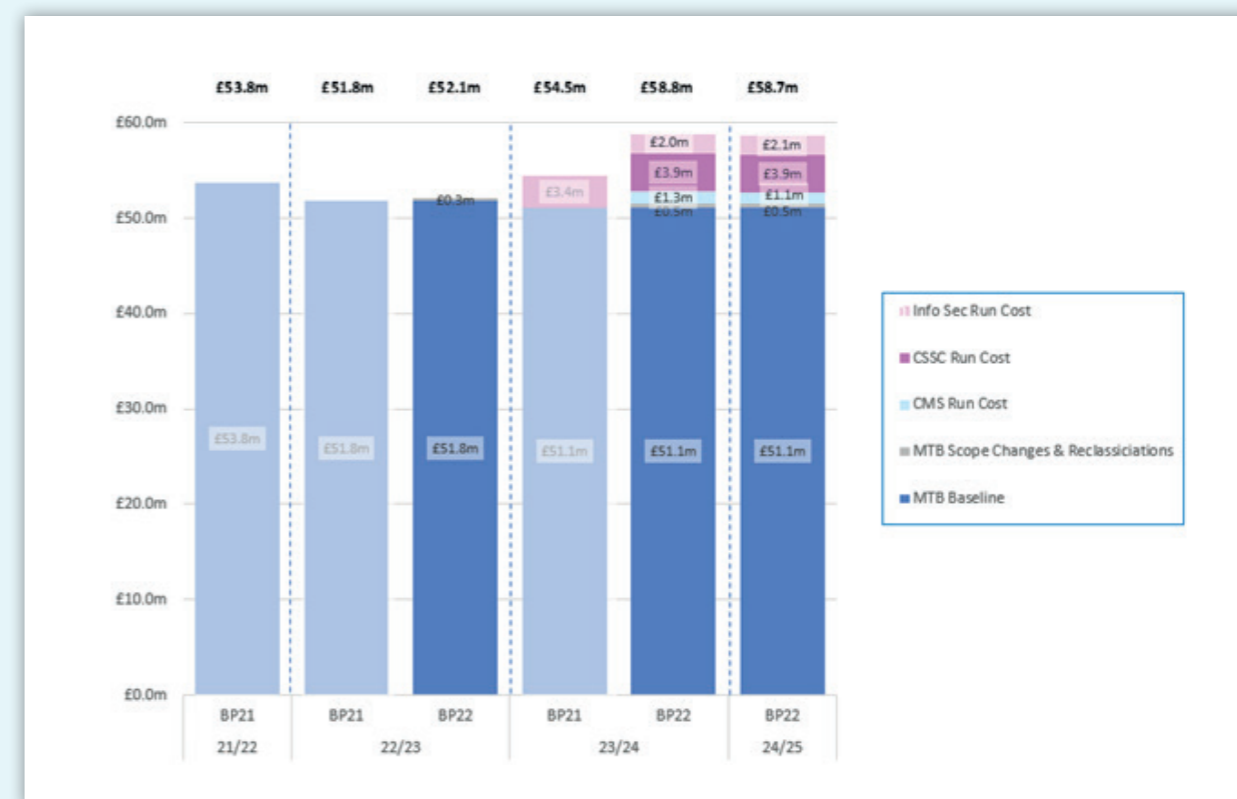 £53.8m £51.8m £52.1m £54.5m £58.8m £58.7m
£60.0m
£50.0m
£40.0m
£30.0m
£20.0m
£10.0m
£0.0m
£53.8m
£51.8m
£0.3m
£51.8m
£3.4m
£51.1m
£2.0m
£3.9m
£1.3m
£0.5m
£51.1m
£2.1m
£3.9m
£1.1m
£0.5m
£51.1m
BP21 BP21 BP22 BP21 BP22 BP22
21/22 22/23 23/24 24/25
Info Sec Run Cost
CSSC Run Cost
CMS Run Cost
MTB Scope Changes & Reclassiciations
MTB Baseline